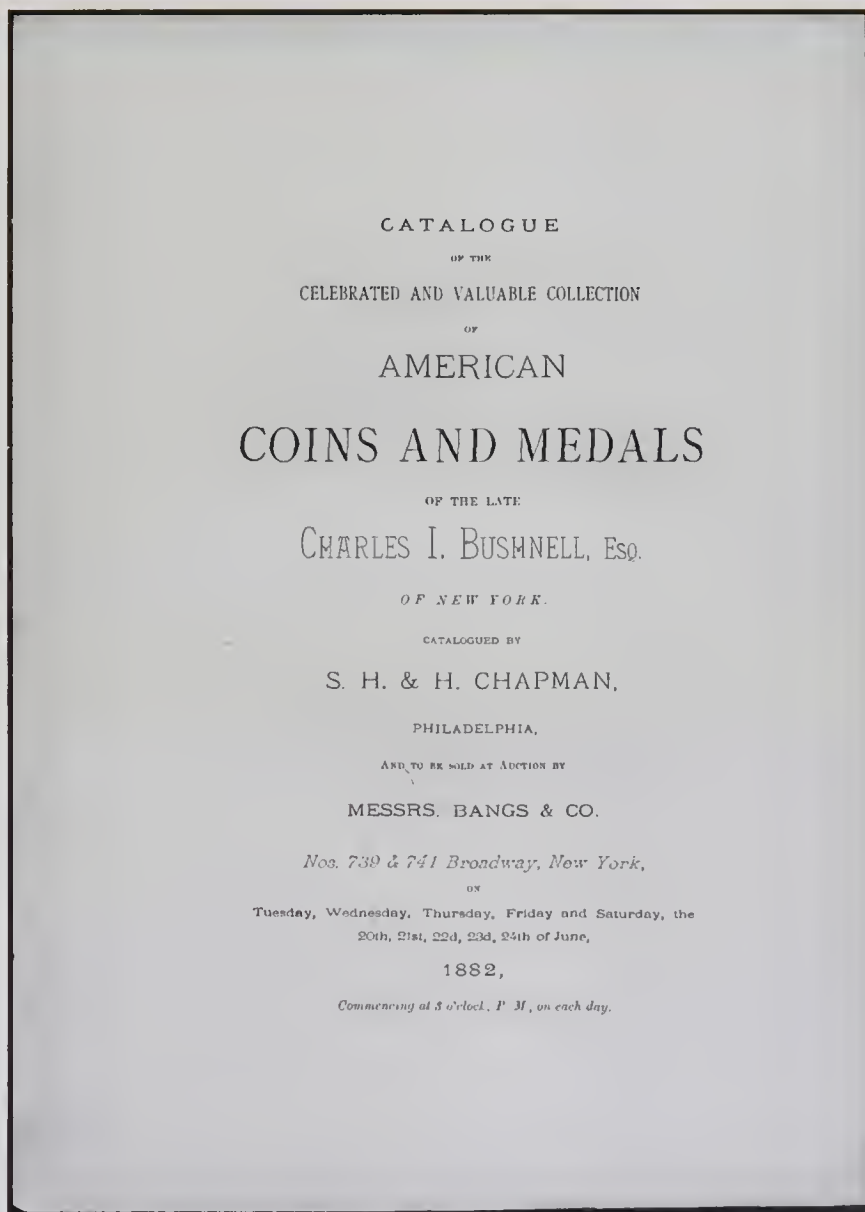 CATALOGUE
OF THE
CELEBRATED AND VALUABLE COLLECTION
OF
AMERICAN
COINS AND MEDALS
OF THE LATE
CHARLES I. BUSHNELL, ESQ.
OF NEW YORK.
CATALOGUED BY
S. H. & H. CHAPMAN,
PHILADELPHIA,
AND TO BE SOLD AT AUCTION BY
MESSRS. BANGS & CO.
Nos. 739 & 741 Broadway, New York,
ON
Tuesday, Wednesday, Thursday, Friday and Saturday, the
20th, 21st, 22d, 23d, 24th of June,
1882,
Commencing at 3 o'clock, P M, on each day.